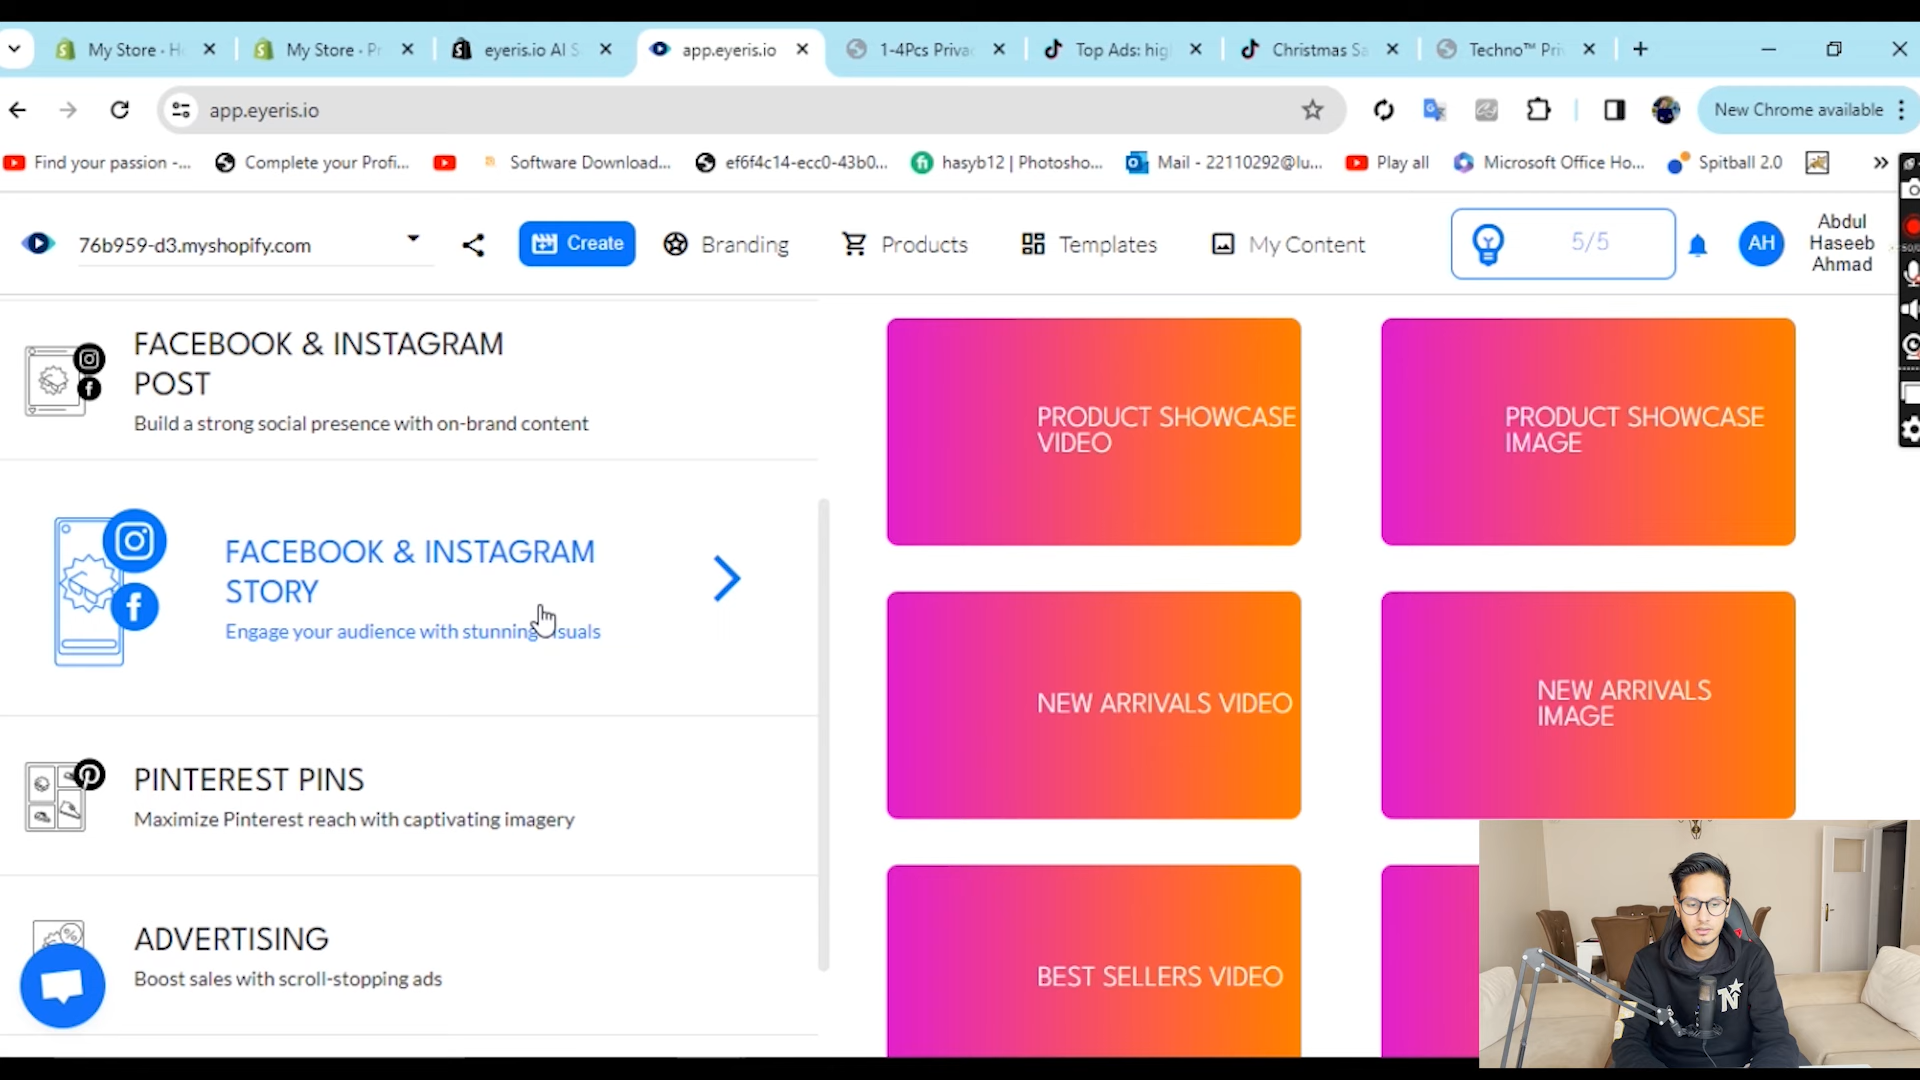 My Store · H
My Store · Pr
eyeris.io AI S
app.eyeris.io
1-4Pcs Priva
Top Ads: hig
Christmas Sa
Techno™ Pri
app.eyeris.io
New Chrome available
Find your passion -...
Complete your Profi...
Software Download...
ef6f4c14-ecc0-43b0...
hasyb12 | Photosho...
Mail - 22110292@lu...
Play all
Microsoft Office Ho...
Spitball 2.0
76b959-d3.myshopify.com
Create
Branding
Products
Templates
My Content
5/5
AH
Abdul
Haseeb
Ahmad
FACEBOOK & INSTAGRAM
POST
Build a strong social presence with on-brand content
FACEBOOK & INSTAGRAM
STORY
Engage your audience with stunning suals
PINTEREST PINS
Maximize Pinterest reach with captivating imagery
ADVERTISING
Boost sales with scroll-stopping ads
PRODUCT SHOWCASE
VIDEO
PRODUCT SHOWCASE
IMAGE
NEW ARRIVALS VIDEO
NEW ARRIVALS
IMAGE
BEST SELLERS VIDEO
N